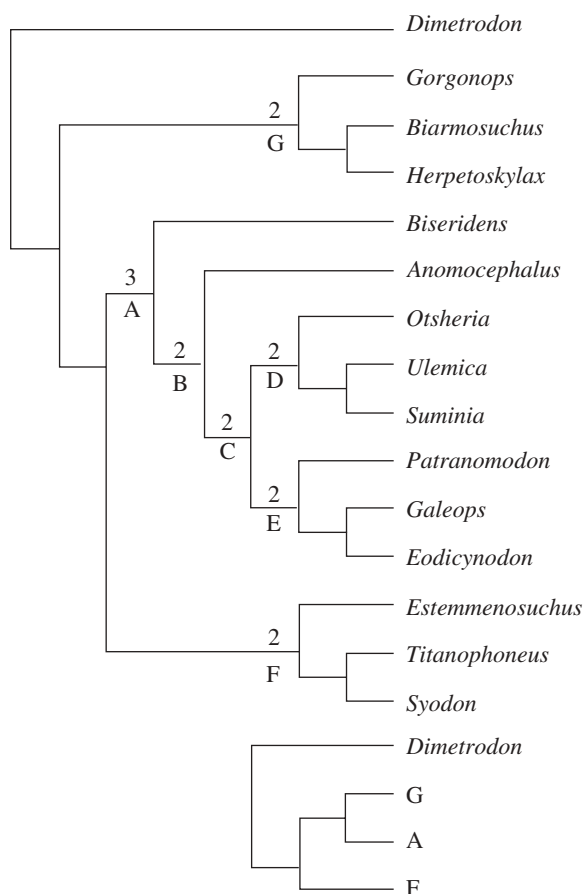 Dimetrodon
Gorgonops
2
G
Biarmosuchus
Herpetoskylax
Biseridens
3
A
Anomocephalus
Otsheria
2
B
2
D
Ulemica
Suminia
2
C
Patranomodon
2
E
Galeops
Eodicynodon
Estemmenosuchus
2
F
Titanophoneus
Syodon
Dimetrodon
G
A
F